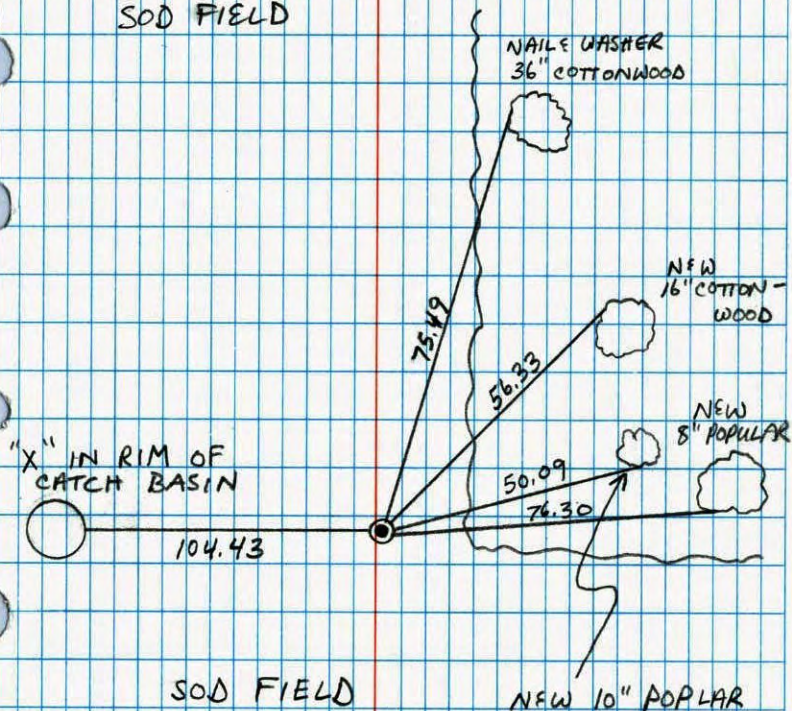 SOD FIELD
NAIL & WASHER
36" COTTONWOOD
75.49
NEW
16" COTTON-
WOOD
56.33
NEW
8" POPULAR
"X" IN RIM OF
CATCH BASIN
50.09
76.30
104.43
SOD FIELD
NEW 10" POPLAR